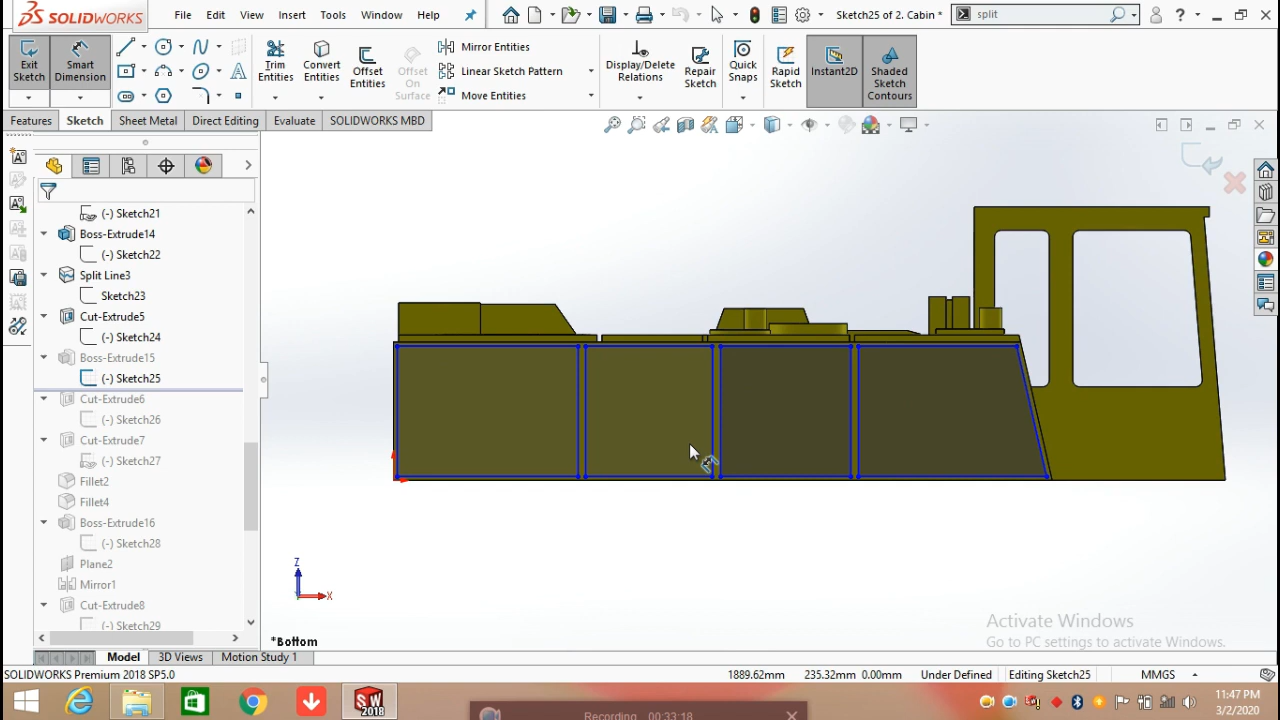 SOLIDWORKS
File Edit View Insert Tools Window Help
Sketch25 of 2. Cabin *
split
Exit Sketch
Smart Dimension
Trim Entities
Convert Entities
Offset Entities
Offset On Surface
Mirror Entities
Linear Sketch Pattern
Move Entities
Display/Delete Relations
Repair Sketch
Quick Snaps
Rapid Sketch
Instant2D
Shaded Sketch Contours
Features Sketch Sheet Metal Direct Editing Evaluate SOLIDWORKS MBD
(-) Sketch21
Boss-Extrude14
(-) Sketch22
Split Line3
Sketch23
Cut-Extrude5
(-) Sketch24
Boss-Extrude15
(-) Sketch25
Cut-Extrude6
(-) Sketch26
Cut-Extrude7
(-) Sketch27
Fillet2
Fillet4
Boss-Extrude16
(-) Sketch28
Plane2
Mirror1
Cut-Extrude8
(-) Sketch29
Z
X
*Bottom
Activate Windows
Go to PC settings to activate Windows.
Model 3D Views Motion Study 1
SOLIDWORKS Premium 2018 SP5.0
1889.62mm 235.32mm 0.00mm Under Defined Editing Sketch25 MMGS
SW
2018
Recording 00:33:18
11:47 PM
3/2/2020